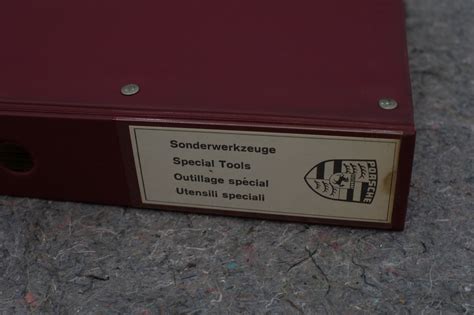 Sonderwerkzeuge
Special Tools
Outillage spécial
Utensili speciali
PORSCHE